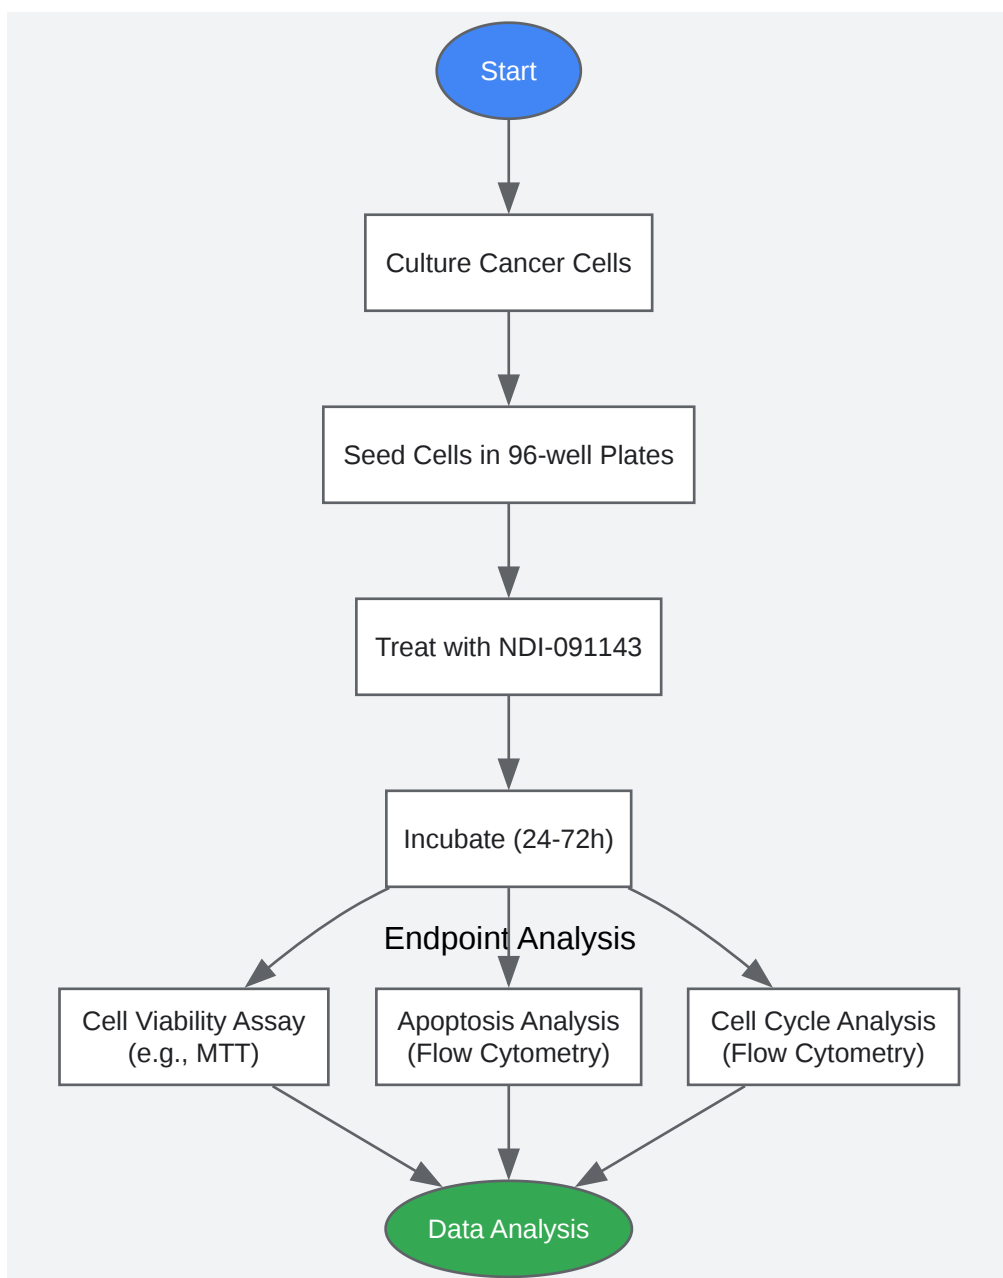 Start
Culture Cancer Cells
Seed Cells in 96-well Plates
Treat with NDI-091143
Incubate (24-72h)
Endpoint Analysis
Cell Viability Assay
(e.g., MTT)
Apoptosis Analysis
(Flow Cytometry)
Cell Cycle Analysis
(Flow Cytometry)
Data Analysis